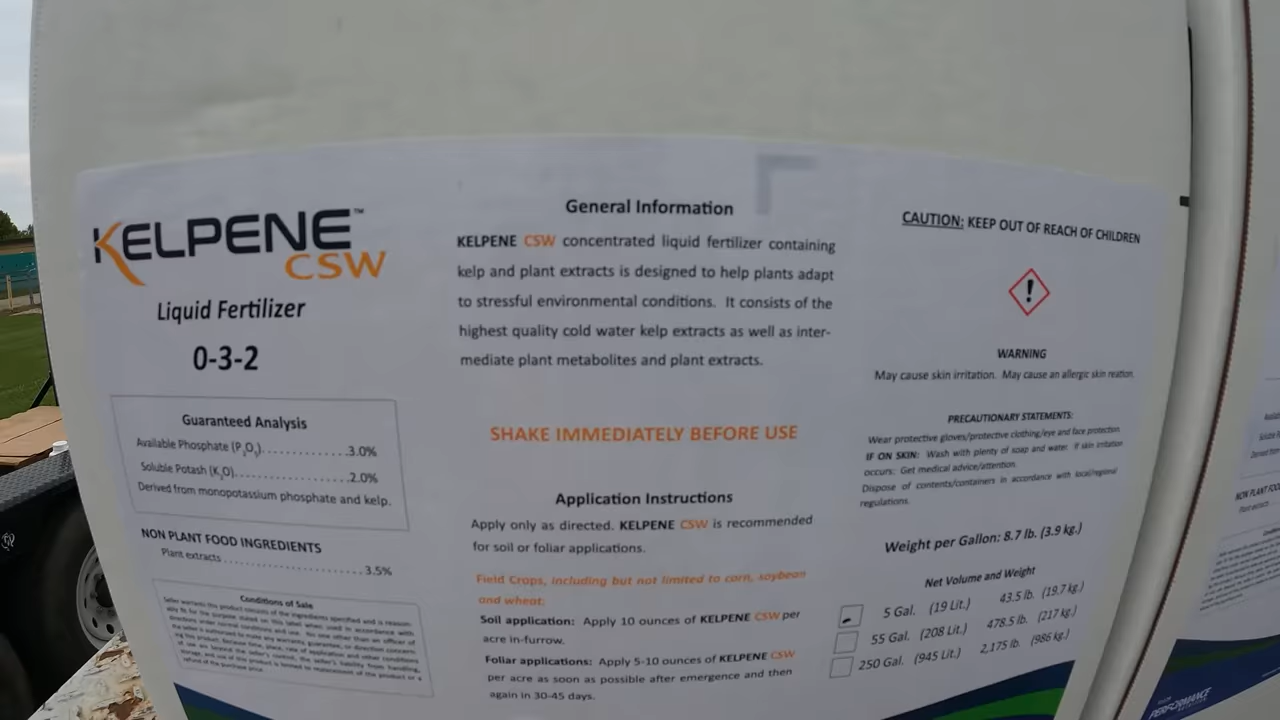 KELPENE™
CSW
Liquid Fertilizer
0-3-2
Guaranteed Analysis
Available Phosphate (P2O5)....................3.0%
Soluble Potash (K2O)..........................2.0%
Derived from monopotassium phosphate and kelp.
NON PLANT FOOD INGREDIENTS
Plant extracts..........................3.5%
Conditions of Sale
General Information
KELPENE CSW concentrated liquid fertilizer containing
kelp and plant extracts is designed to help plants adapt
to stressful environmental conditions. It consists of the
highest quality cold water kelp extracts as well as inter-
mediate plant metabolites and plant extracts.
SHAKE IMMEDIATELY BEFORE USE
Application Instructions
Apply only as directed. KELPENE CSW is recommended
for soil or foliar applications.
Field Crops, including but not limited to corn, soybean
and wheat:
Soil application: Apply 10 ounces of KELPENE CSW per
acre in-furrow.
Foliar applications: Apply 5-10 ounces of KELPENE CSW
per acre as soon as possible after emergence and then
again in 30-45 days.
CAUTION: KEEP OUT OF REACH OF CHILDREN
!
WARNING
May cause skin irritation. May cause an allergic skin reation.
PRECAUTIONARY STATEMENTS:
Wear protective gloves/protective clothing/eye and face protection.
IF ON SKIN: Wash with plenty of soap and water. If skin irritation
occurs: Get medical advice/attention.
Dispose of contents/containers in accordance with local/regional
regulations.
Weight per Gallon: 8.7 lb. (3.9 kg.)
Net Volume and Weight
5 Gal. (19 Lit.) 43.5 lb. (19.7 kg.)
55 Gal. (208 Lit.) 478.5 lb. (217 kg.)
250 Gal. (945 Lit.) 2,175 lb. (986 kg.)
NON PLANT FOOD
Plant extracts
PERFORMANCE